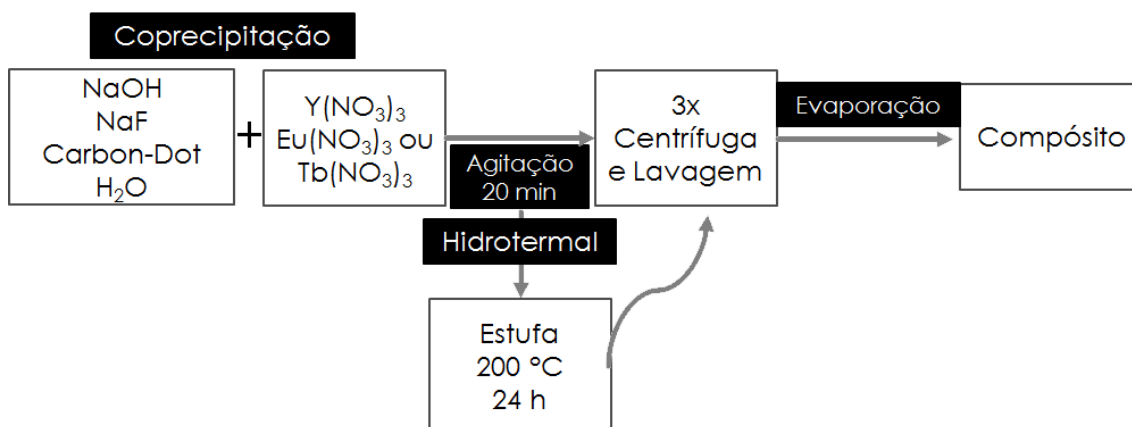 Coprecipitação
NaOH
NaF
Carbon-Dot
H₂O
+
Y(NO₃)₃
Eu(NO₃)₃ ou
Tb(NO₃)₃
Agitação
20 min
Hidrotermal
Estufa
200 °C
24 h
3x
Centrífuga
e Lavagem
Evaporação
Compósito